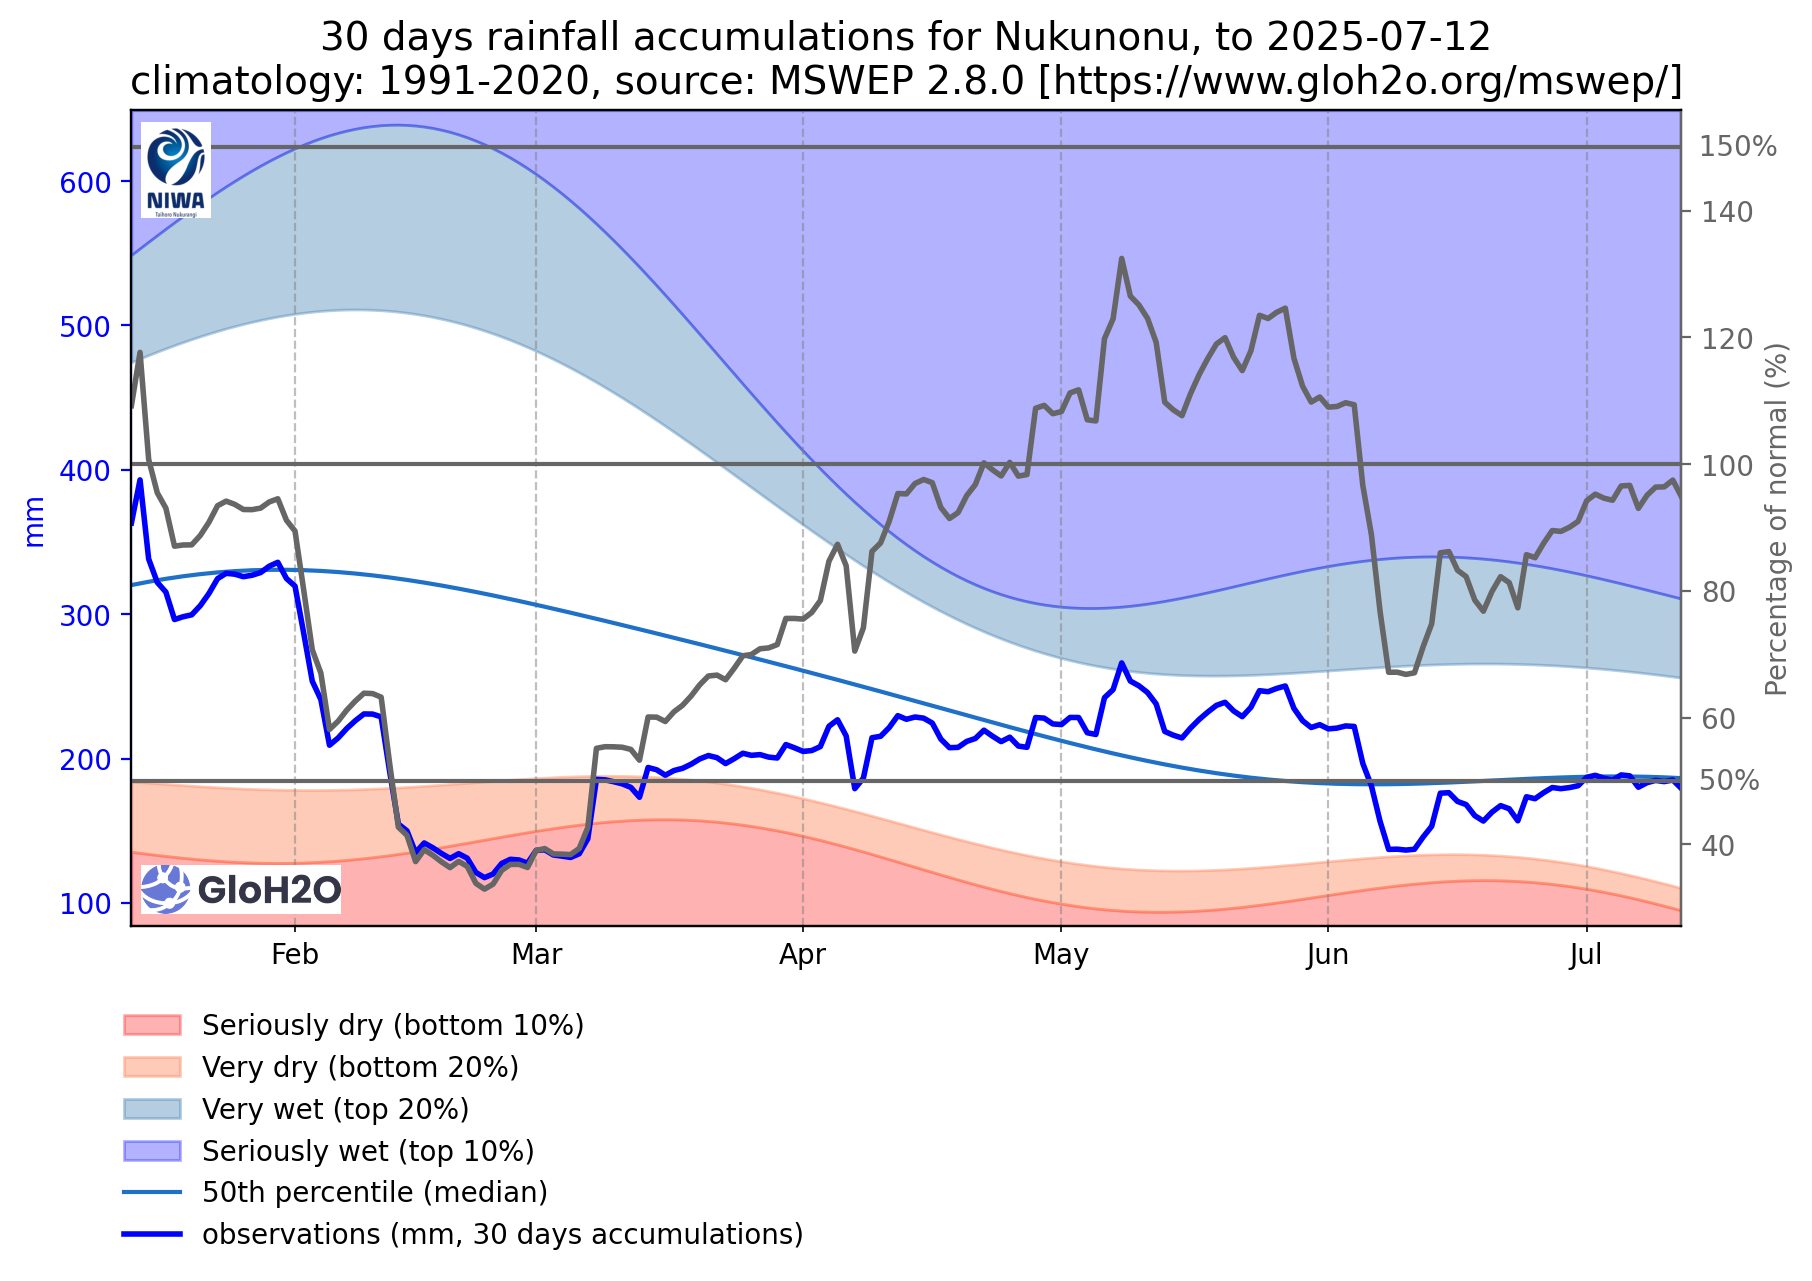 30 days rainfall accumulations for Nukunonu, to 2025-07-12
climatology: 1991-2020, source: MSWEP 2.8.0 [https://www.gloh2o.org/mswep/]
NIWA
Taihoro Nukurangi
600
500
400
300
200
100
mm
150%
140
120
100
80
60
50%
40
Percentage of normal (%)
GloH2O
Feb
Mar
Apr
May
Jun
Jul
Seriously dry (bottom 10%)
Very dry (bottom 20%)
Very wet (top 20%)
Seriously wet (top 10%)
50th percentile (median)
observations (mm, 30 days accumulations)